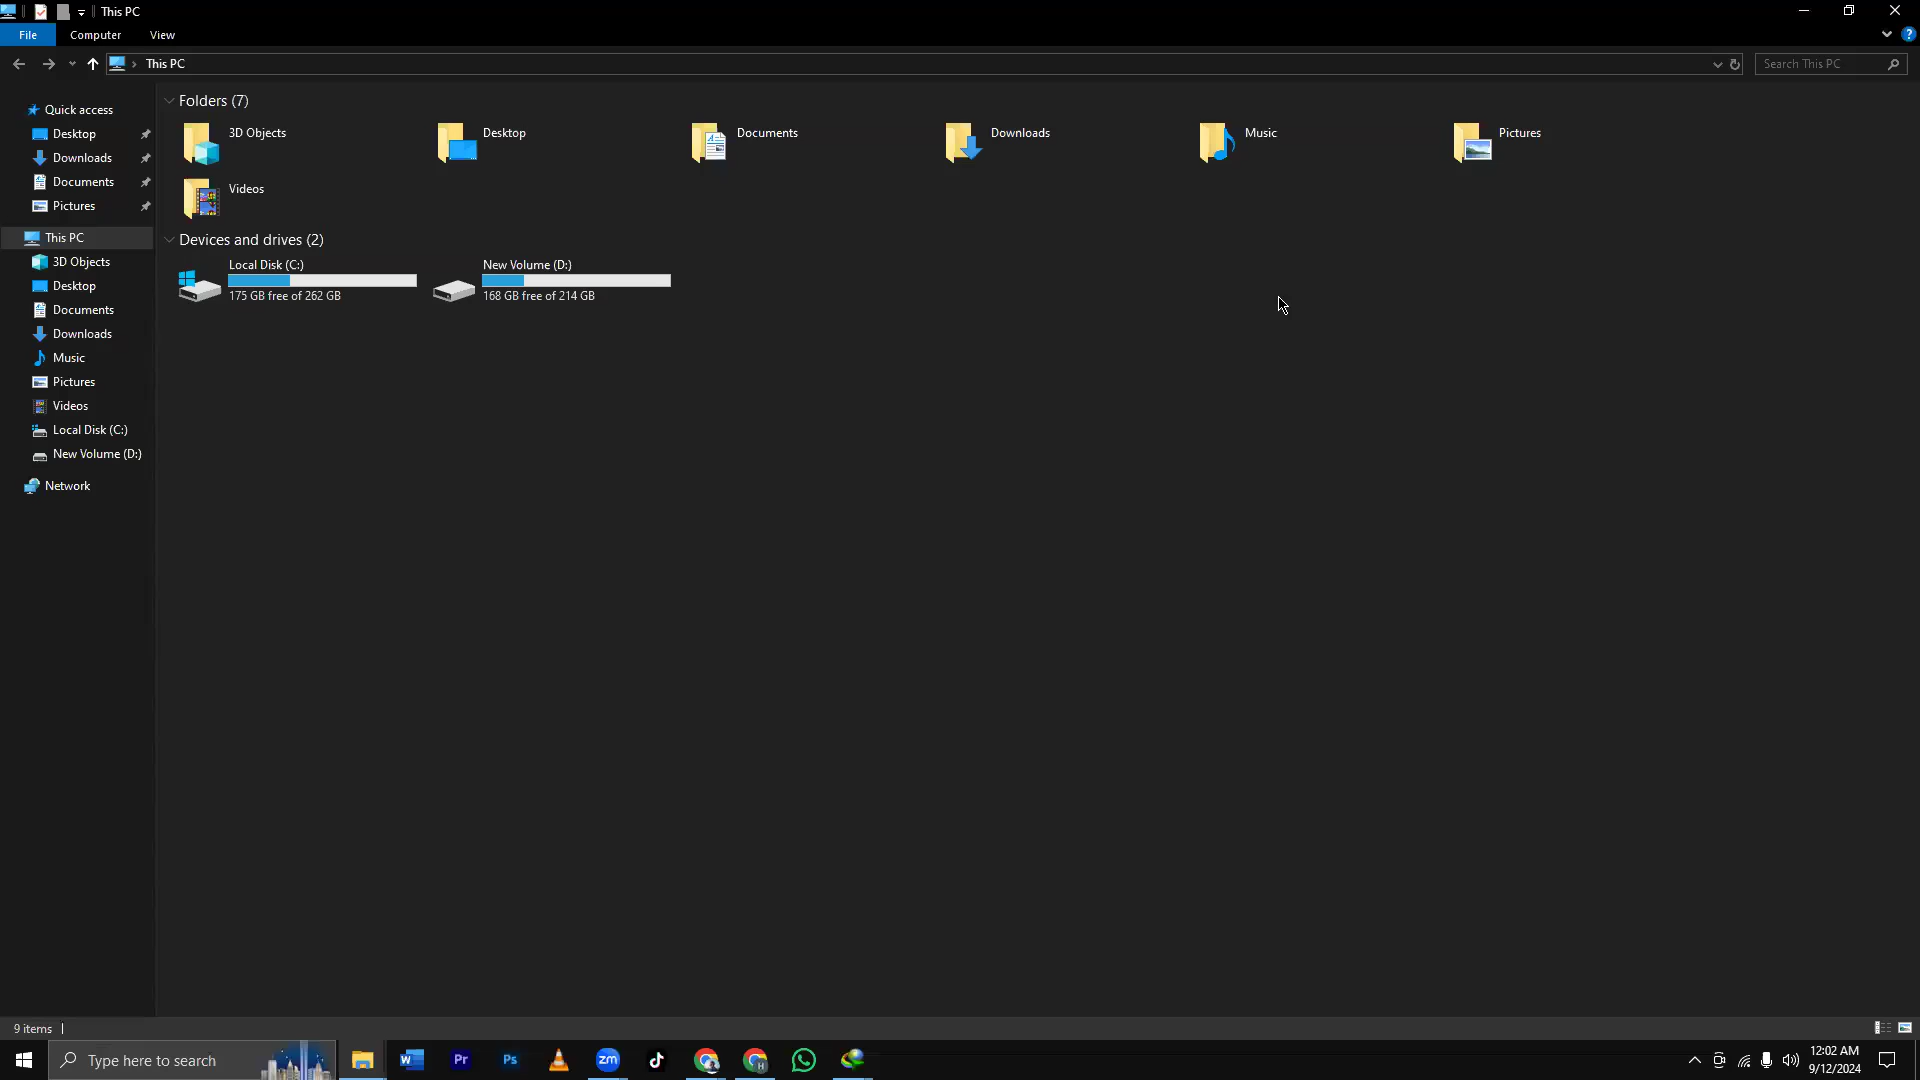 This PC
File
Computer
View
This PC
Search This PC
Quick access
Desktop
Downloads
Documents
Pictures
This PC
3D Objects
Desktop
Documents
Downloads
Music
Pictures
Videos
Local Disk (C:)
New Volume (D:)
Network
Folders (7)
3D Objects
Desktop
Documents
Downloads
Music
Pictures
Videos
Devices and drives (2)
Local Disk (C:)
175 GB free of 262 GB
New Volume (D:)
168 GB free of 214 GB
9 items
Type here to search
W
Pr
Ps
zm
H
12:02 AM
9/12/2024